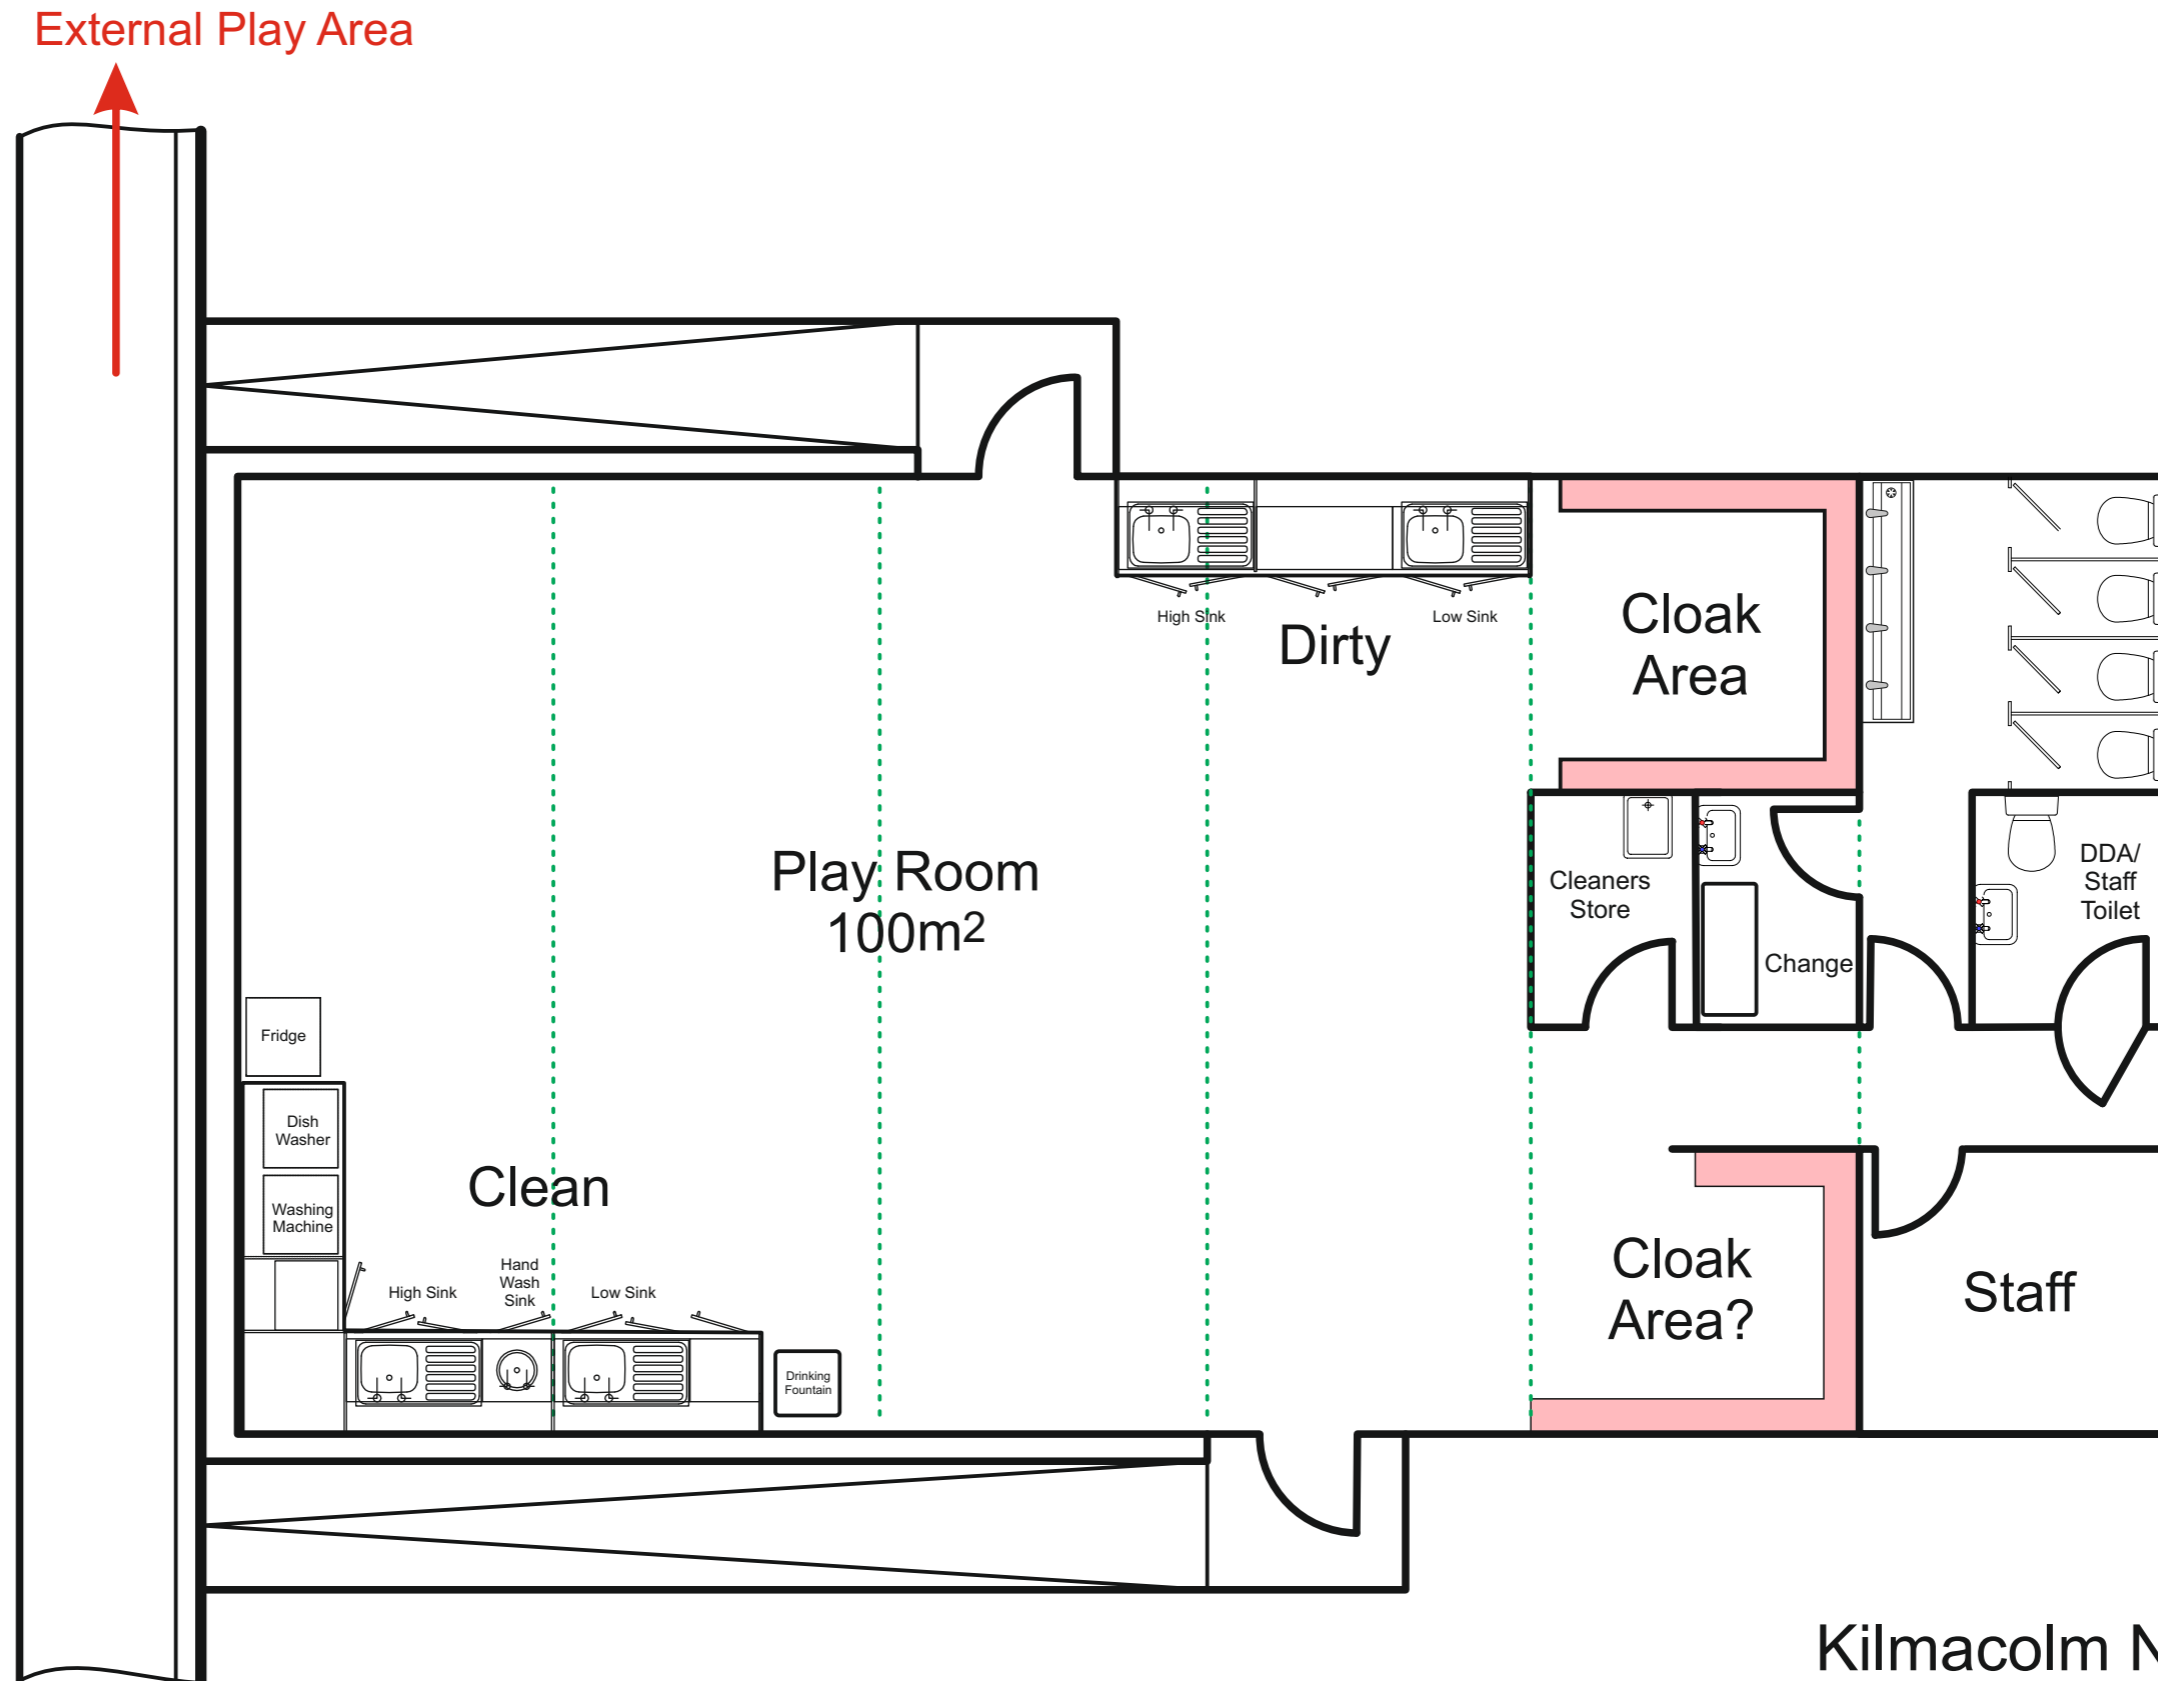 External Play Area
High Sink
Low Sink
Dirty
Cloak
Area
Play Room
100m2
Cleaners
Store
Change
DDA/
Staff
Toilet
Fridge
Dish
Washer
Washing
Machine
Clean
High Sink
Hand
Wash
Sink
Low Sink
Drinking
Fountain
Cloak
Area?
Staff
Kilmacolm N